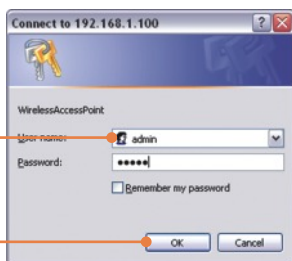 Connect to 192.168.1.100
WirelessAccessPoint
User name: admin
Password: •••••
Remember my password
OK Cancel